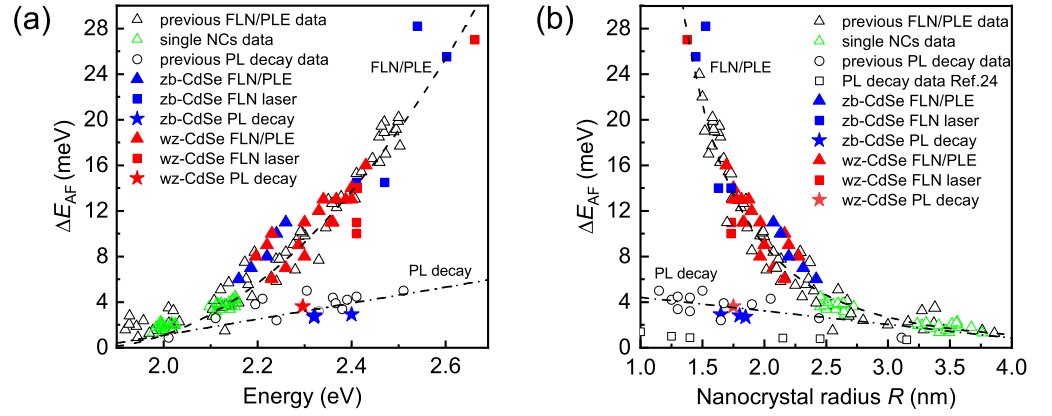 (a)
28
24
20
16
12
8
4
0
ΔE_AF (meV)
previous FLN/PLE data
single NCs data
previous PL decay data
zb-CdSe FLN/PLE
zb-CdSe FLN laser
zb-CdSe PL decay
wz-CdSe FLN/PLE
wz-CdSe FLN laser
wz-CdSe PL decay
FLN/PLE
PL decay
2.0 2.2 2.4 2.6
Energy (eV)
(b)
28
24
20
16
12
8
4
0
ΔE_AF (meV)
previous FLN/PLE data
single NCs data
previous PL decay data
PL decay data Ref.24
zb-CdSe FLN/PLE
zb-CdSe FLN laser
zb-CdSe PL decay
wz-CdSe FLN/PLE
wz-CdSe FLN laser
wz-CdSe PL decay
FLN/PLE
PL decay
1.0 1.5 2.0 2.5 3.0 3.5 4.0
Nanocrystal radius R (nm)